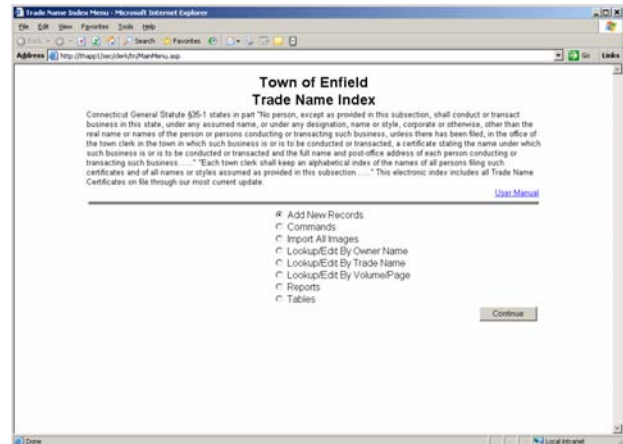 Trade Name Index Menu - Microsoft Internet Explorer
File Edit View Favorites Tools Help
Back Search Favorites
Address http://thapp1/sec/clerk/tn/MainMenu.asp Go Links
Town of Enfield
Trade Name Index
Connecticut General Statute §35-1 states in part "No person, except as provided in this subsection, shall conduct or transact
business in this state, under any assumed name, or under any designation, name or style, corporate or otherwise, other than the
real name or names of the person or persons conducting or transacting such business, unless there has been filed, in the office of
the town clerk in the town in which such business is or is to be conducted or transacted, a certificate stating the name under which
such business is or is to be conducted or transacted and the full name and post-office address of each person conducting or
transacting such business......" "Each town clerk shall keep an alphabetical index of the names of all persons filing such
certificates and of all names or styles assumed as provided in this subsection......" This electronic index includes all Trade Name
Certificates on file through our most current update.
User Manual
Add New Records
Commands
Import All Images
Lookup/Edit By Owner Name
Lookup/Edit By Trade Name
Lookup/Edit By Volume/Page
Reports
Tables
Continue
Done Local intranet